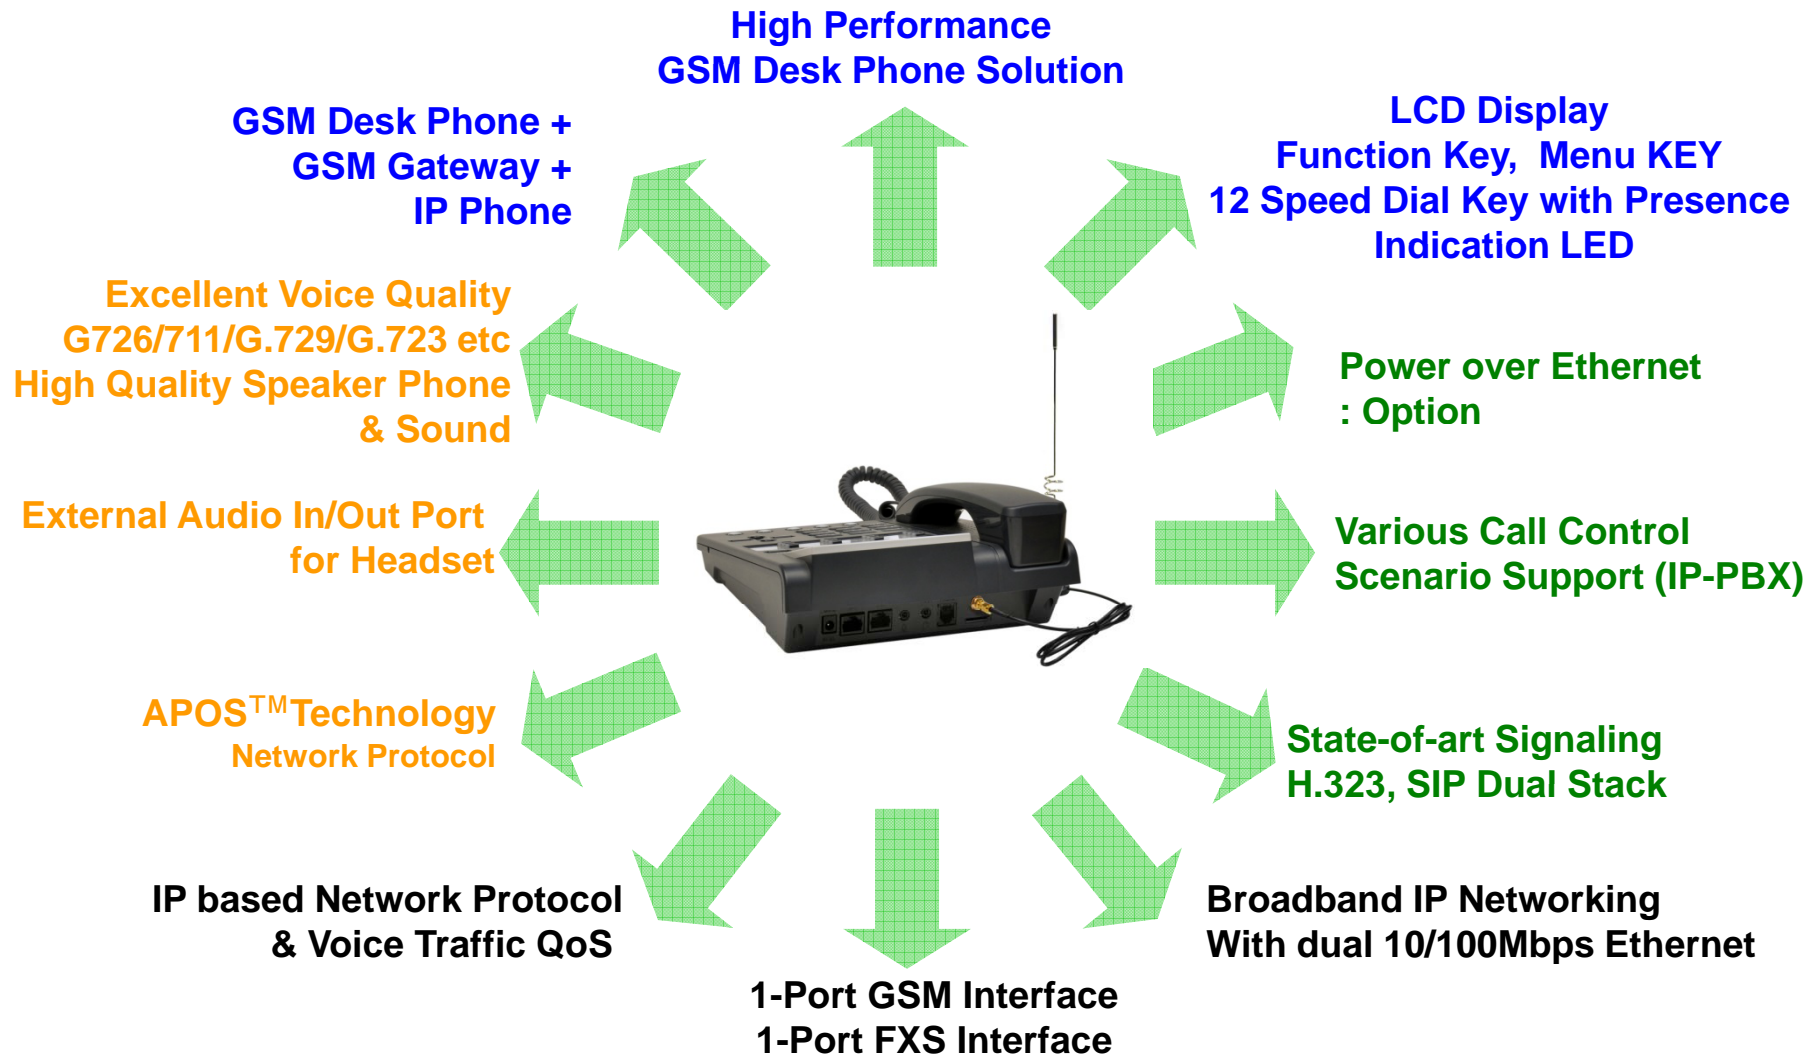 High Performance
GSM Desk Phone Solution
GSM Desk Phone +
GSM Gateway +
IP Phone
LCD Display
Function Key,  Menu KEY
12 Speed Dial Key with Presence
Indication LED
Excellent Voice Quality
G726/711/G.729/G.723 etc
High Quality Speaker Phone
& Sound
Power over Ethernet
: Option
External Audio In/Out Port
for Headset
Various Call Control
Scenario Support (IP-PBX)
APOS™Technology
Network Protocol
State-of-art Signaling
H.323, SIP Dual Stack
IP based Network Protocol
& Voice Traffic QoS
Broadband IP Networking
With dual 10/100Mbps Ethernet
1-Port GSM Interface
1-Port FXS Interface